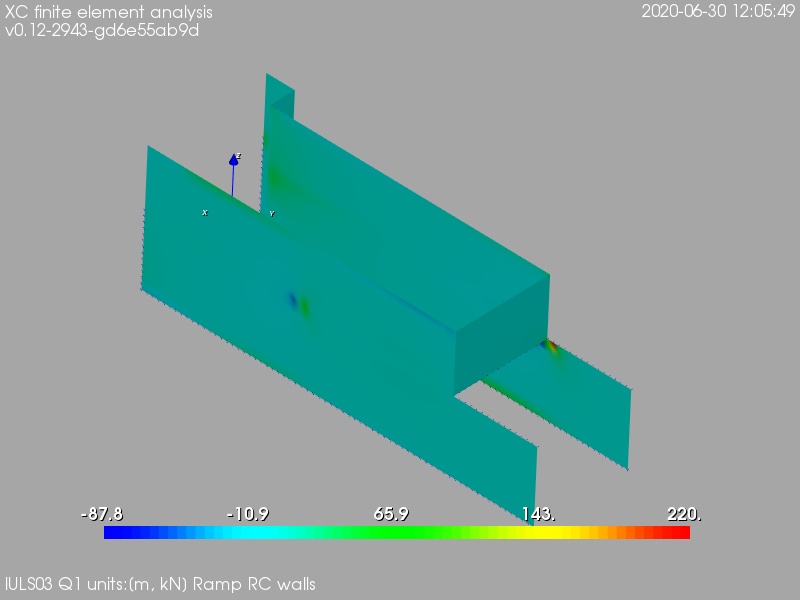 XC finite element analysis
2020-06-30 12:05:49
v0.12-2943-gd6e55ab9d
Z
X
Y
-87.8 -10.9 65.9 143. 220.
IULS03 Q1 units:[m, kN] Ramp RC walls